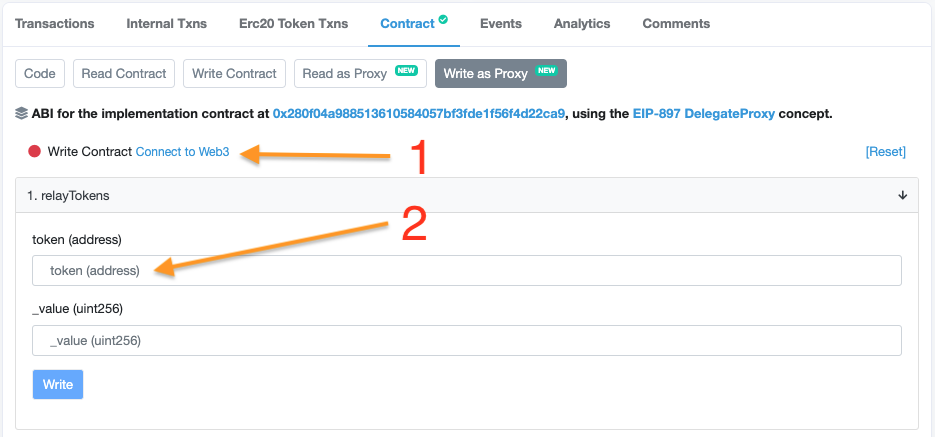 Transactions Internal Txns Erc20 Token Txns Contract Events Analytics Comments
Code Read Contract Write Contract Read as Proxy NEW Write as Proxy NEW
ABI for the implementation contract at 0x280f04a988513610584057bf3fde1f56f4d22ca9, using the EIP-897 DelegateProxy concept.
Write Contract Connect to Web3 1 [Reset]
1. relayTokens
2
token (address)
token (address)
_value (uint256)
_value (uint256)
Write